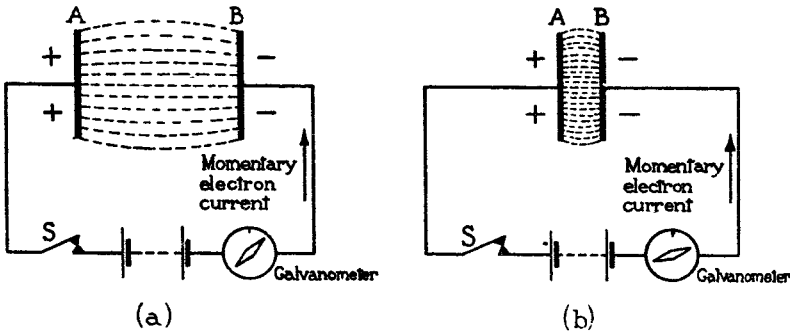 A B
+ −
+ −
Momentary
electron
current
S
Galvanometer
(a)
A B
+ −
+ −
Momentary
electron
current
S
Galvanometer
(b)